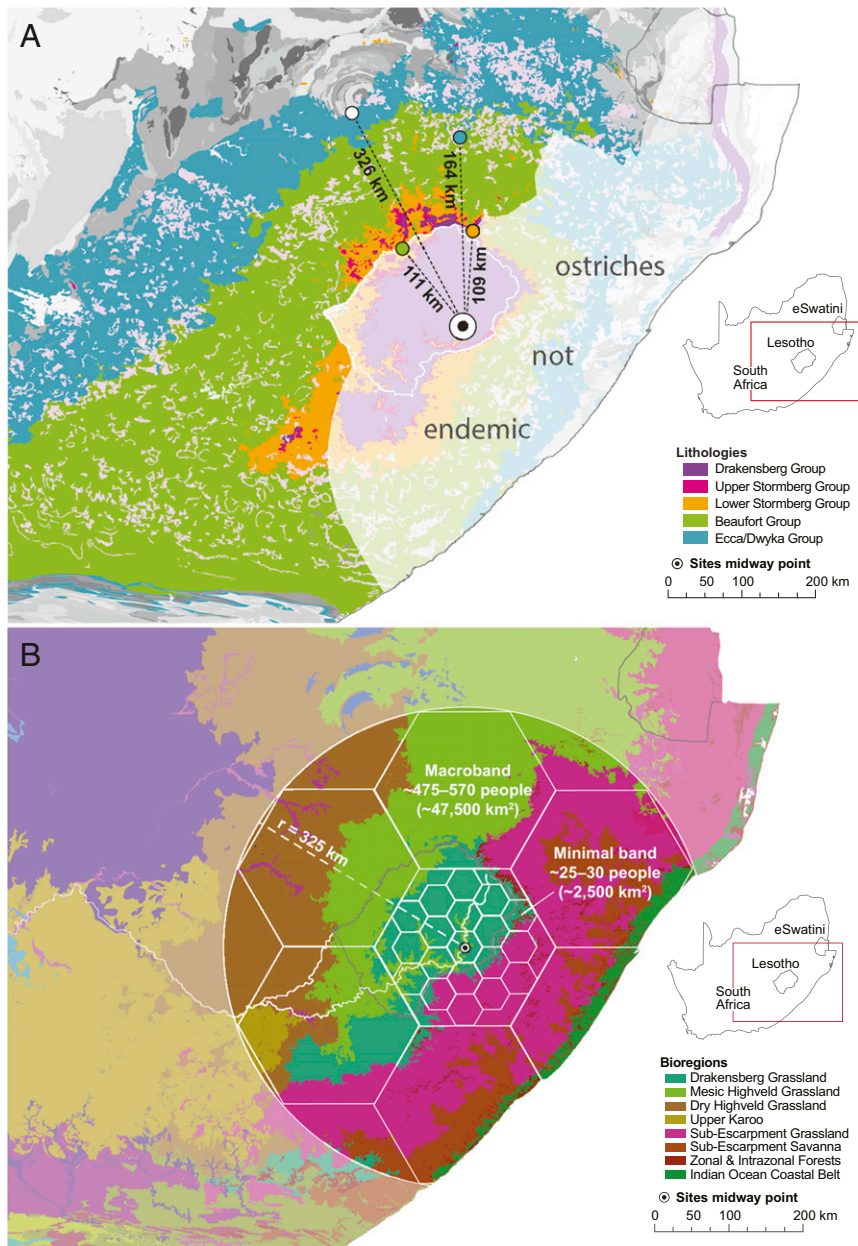 A
326 km
164 km
111 km
109 km
ostriches
not
endemic
eSwatini
Lesotho
South
Africa
Lithologies
Drakensberg Group
Upper Stormberg Group
Lower Stormberg Group
Beaufort Group
Ecca/Dwyka Group
Sites midway point
0 50 100 200 km
B
Macroband
~475–570 people
(~47,500 km²)
r = 325 km
Minimal band
~25–30 people
(~2,500 km²)
eSwatini
Lesotho
South
Africa
Bioregions
Drakensberg Grassland
Mesic Highveld Grassland
Dry Highveld Grassland
Upper Karoo
Sub-Escarpment Grassland
Sub-Escarpment Savanna
Zonal & Intrazonal Forests
Indian Ocean Coastal Belt
Sites midway point
0 50 100 200 km